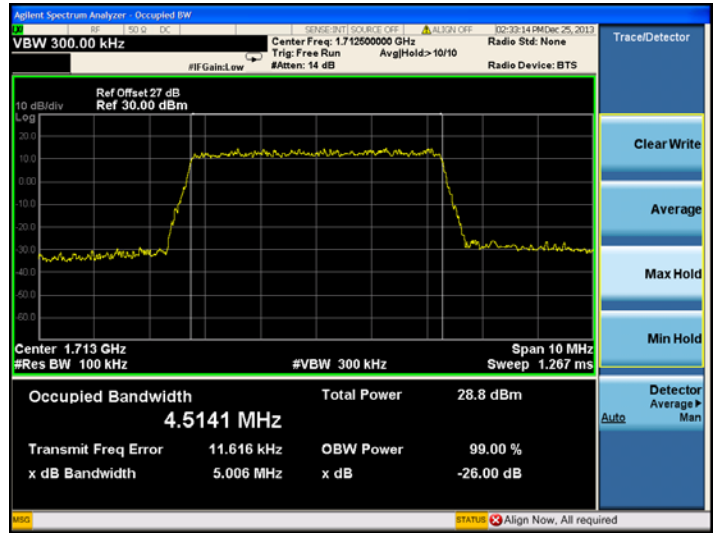 Agilent Spectrum Analyzer - Occupied BW
RF 50 Ω DC SENSE:INT SOURCE OFF ALIGN OFF 02:33:14 PM Dec 25, 2013
VBW 300.00 kHz
Center Freq: 1.712500000 GHz
Radio Std: None
Trig: Free Run Avg|Hold:>10/10
#IFGain:Low
#Atten: 14 dB
Radio Device: BTS
Trace/Detector
Ref Offset 27 dB
10 dB/div Ref 30.00 dBm
Log
20.0
10.0
0.00
-10.0
-20.0
-30.0
-40.0
-50.0
-60.0
Clear Write
Average
Max Hold
Min Hold
Center 1.713 GHz
Span 10 MHz
#Res BW 100 kHz
#VBW 300 kHz
Sweep 1.267 ms
Occupied Bandwidth
4.5141 MHz
Total Power 28.8 dBm
Transmit Freq Error 11.616 kHz
OBW Power 99.00 %
x dB Bandwidth 5.006 MHz
x dB -26.00 dB
Detector
Average
Auto Man
MSG
STATUS Align Now, All required